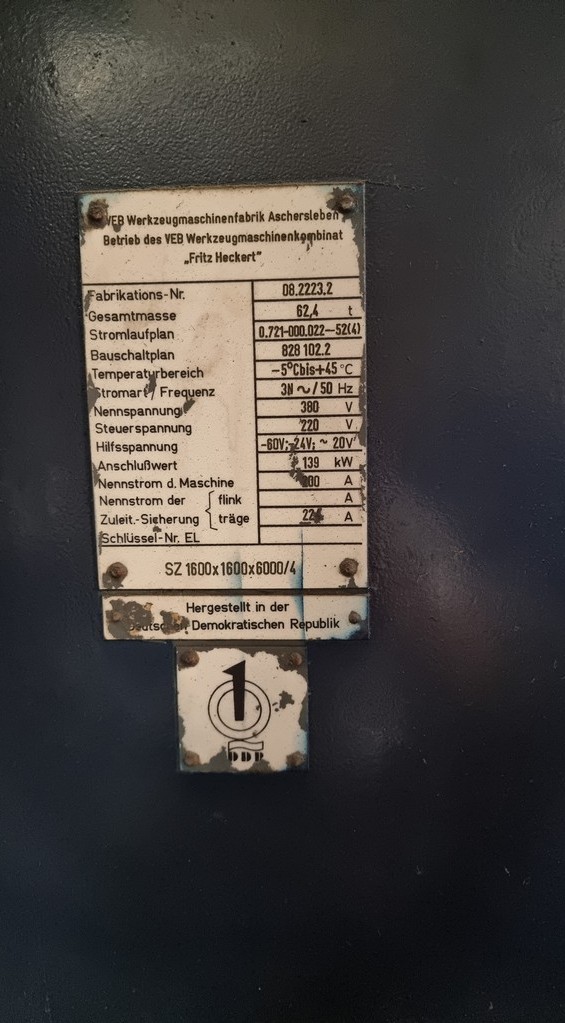 VEB Werkzeugmaschinenfabrik Aschersleben
Betrieb des VEB Werkzeugmaschinenkombinat
„Fritz Heckert"
Fabrikations-Nr. 08.2223.2
Gesamtmasse 62,4 t
Stromlaufplan 0.721-000.022-52(4)
Bauschaltplan 828 102.2
Temperaturbereich -5°Cbis+45°C
Stromart / Frequenz 3N ~ / 50 Hz
Nennspannung 380 V
Steuerspannung 220 V
Hilfsspannung -60V; 24V; ~ 20V
Anschlußwert 139 kW
Nennstrom d. Maschine A
Nennstrom der flink A
Zuleit.-Sicherung träge A
Schlüssel-Nr. EL
SZ 1600x1600x6000/4
Hergestellt in der
Deutschen Demokratischen Republik
1
DDR